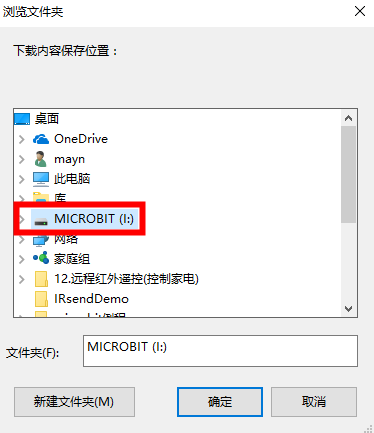 浏览文件夹
下载内容保存位置：
桌面
OneDrive
mayn
此电脑
库
MICROBIT (I:)
网络
家庭组
12.远程红外遥控(控制家电)
IRsendDemo
文件夹(F):
MICROBIT (I:)
新建文件夹(M)
确定
取消